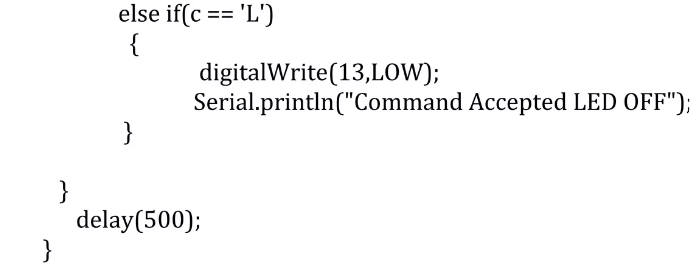 else if(c == 'L')
{
digitalWrite(13,LOW);
Serial.println("Command Accepted LED OFF");
}
}
delay(500);
}